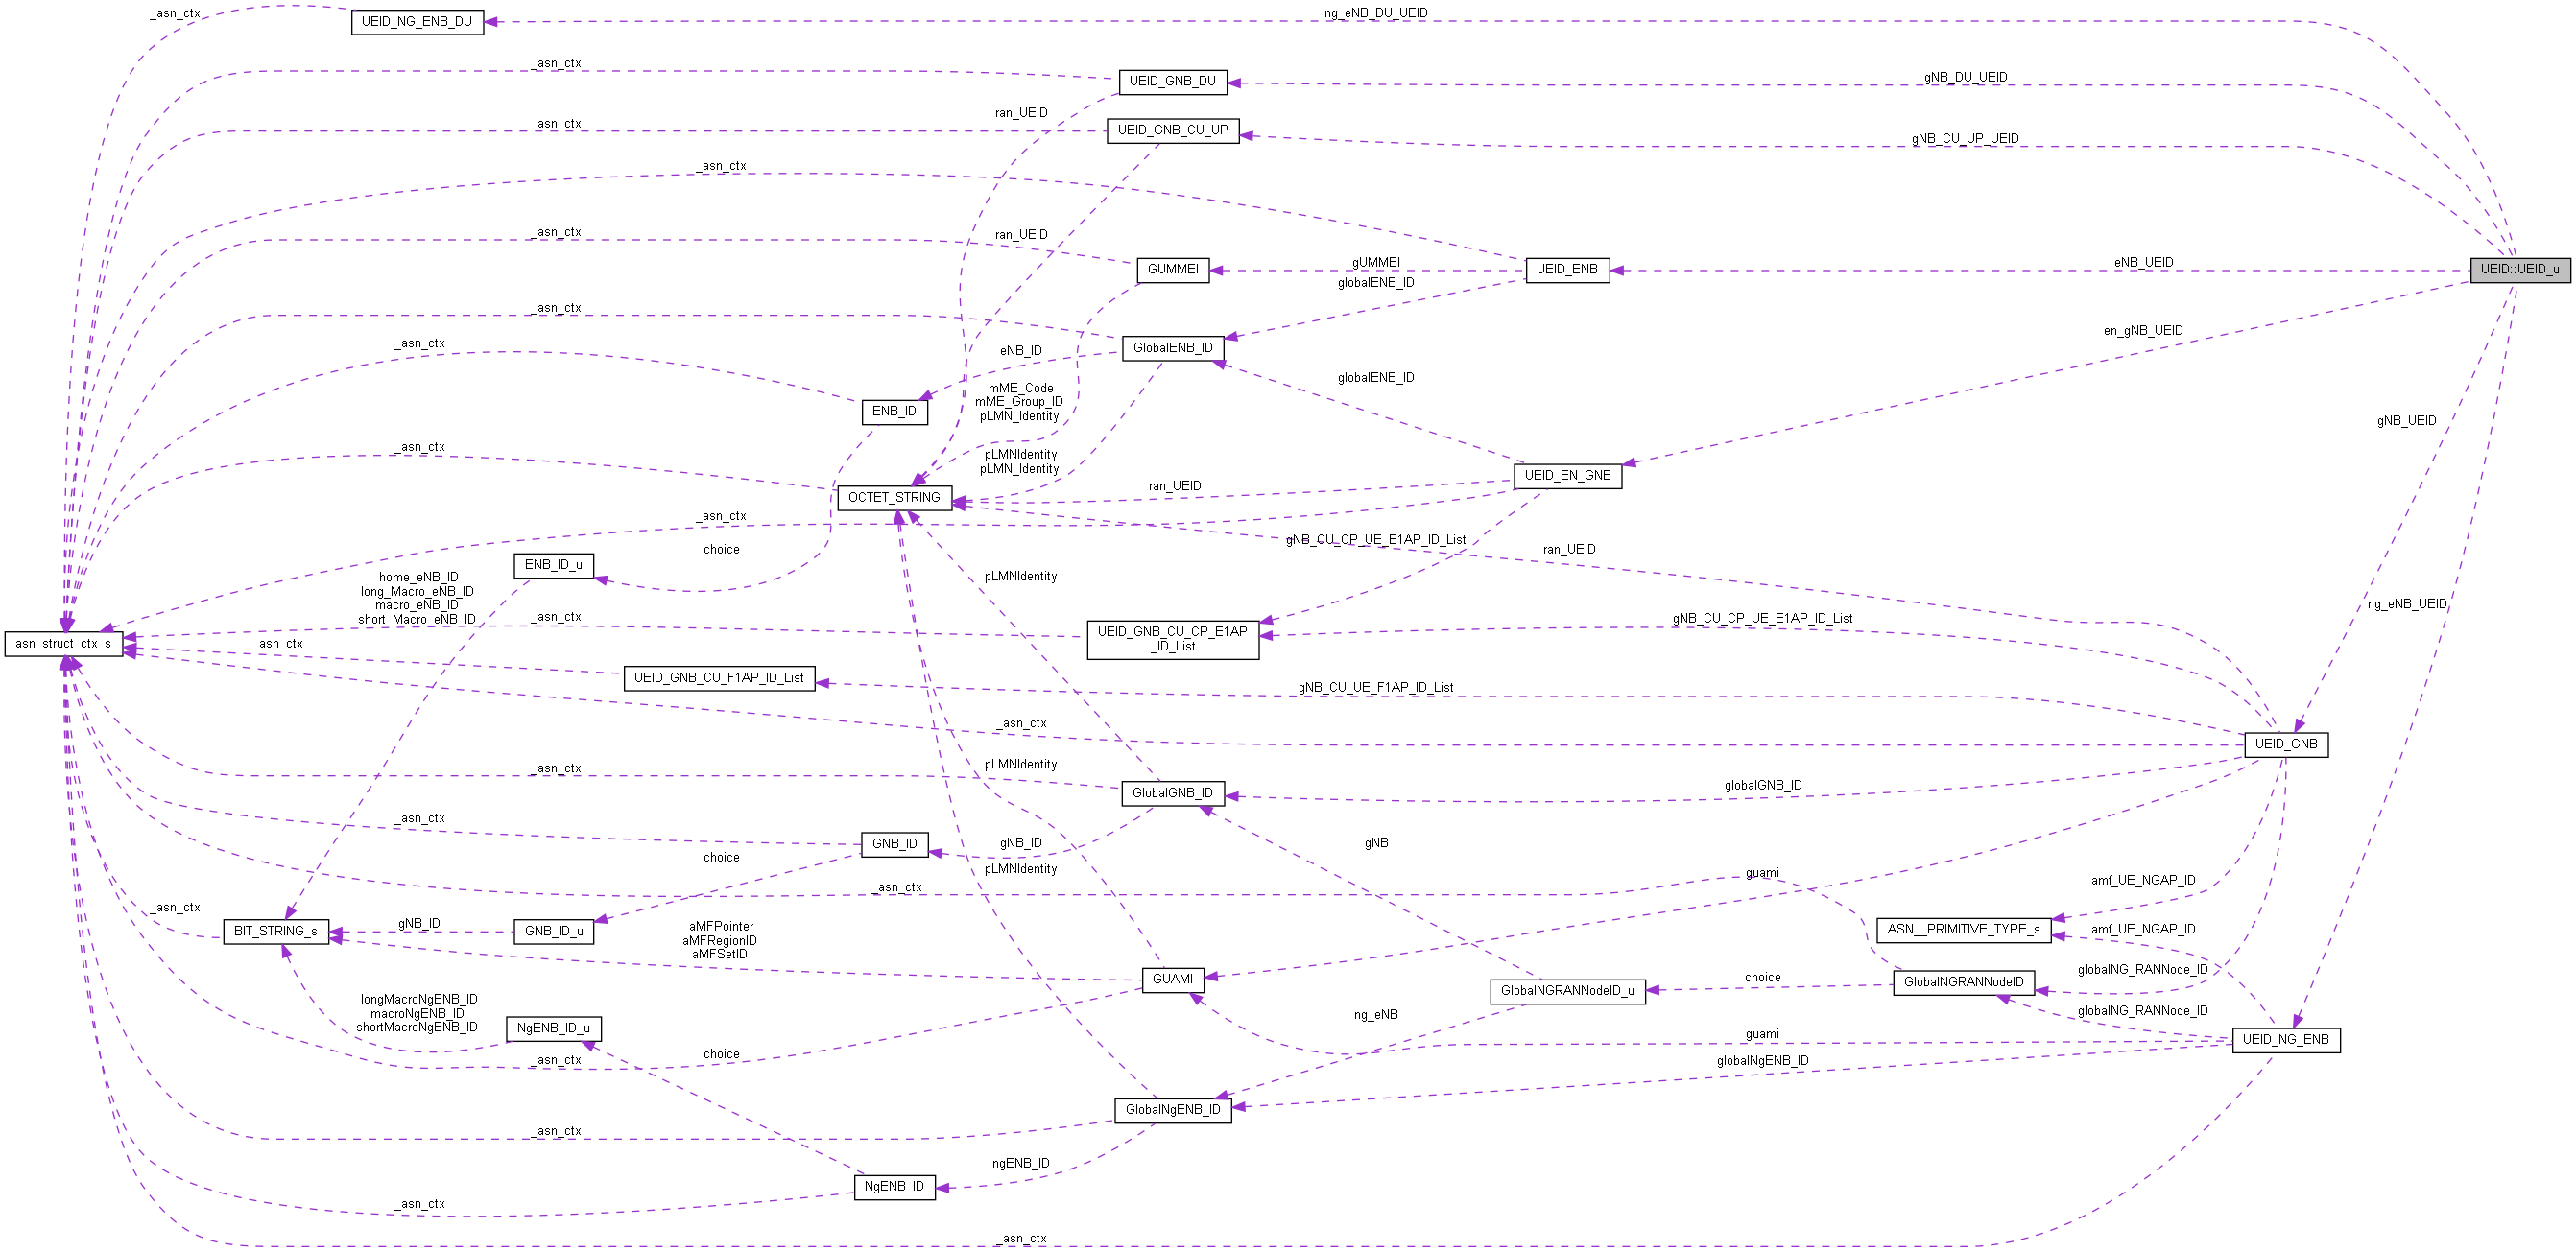 _asn_ctx
UEID_NG_ENB_DU
ng_eNB_DU_UEID
_asn_ctx
UEID_GNB_DU
gNB_DU_UEID
ran_UEID
_asn_ctx
UEID_GNB_CU_UP
gNB_CU_UP_UEID
_asn_ctx
_asn_ctx
ran_UEID
GUMMEI
gUMMEI
UEID_ENB
eNB_UEID
UEID::UEID_u
globalENB_ID
_asn_ctx
_asn_ctx
eNB_ID
GlobalENB_ID
en_gNB_UEID
globalENB_ID
mME_Code
mME_Group_ID
pLMN_Identity
ENB_ID
gNB_UEID
_asn_ctx
pLMNIdentity
pLMN_Identity
UEID_EN_GNB
ran_UEID
OCTET_STRING
_asn_ctx
gNB_CU_CP_UE_E1AP_ID_List
ran_UEID
choice
ENB_ID_u
home_eNB_ID
long_Macro_eNB_ID
macro_eNB_ID
short_Macro_eNB_ID
pLMNIdentity
ng_eNB_UEID
_asn_ctx
gNB_CU_CP_UE_E1AP_ID_List
UEID_GNB_CU_CP_E1AP
_ID_List
asn_struct_ctx_s
_asn_ctx
UEID_GNB_CU_F1AP_ID_List
gNB_CU_UE_F1AP_ID_List
_asn_ctx
UEID_GNB
_asn_ctx
pLMNIdentity
GlobalGNB_ID
globalGNB_ID
_asn_ctx
GNB_ID
gNB_ID
gNB
choice
pLMNIdentity
guami
amf_UE_NGAP_ID
_asn_ctx
_asn_ctx
BIT_STRING_s
gNB_ID
GNB_ID_u
aMFPointer
aMFRegionID
aMFSetID
ASN__PRIMITIVE_TYPE_s
amf_UE_NGAP_ID
globalNG_RANNode_ID
GUAMI
GlobalNGRANNodeID_u
choice
GlobalNGRANNodeID
longMacroNgENB_ID
macroNgENB_ID
shortMacroNgENB_ID
NgENB_ID_u
ng_eNB
globalNG_RANNode_ID
guami
UEID_NG_ENB
_asn_ctx
choice
globalNgENB_ID
GlobalNgENB_ID
_asn_ctx
ngENB_ID
NgENB_ID
_asn_ctx
_asn_ctx